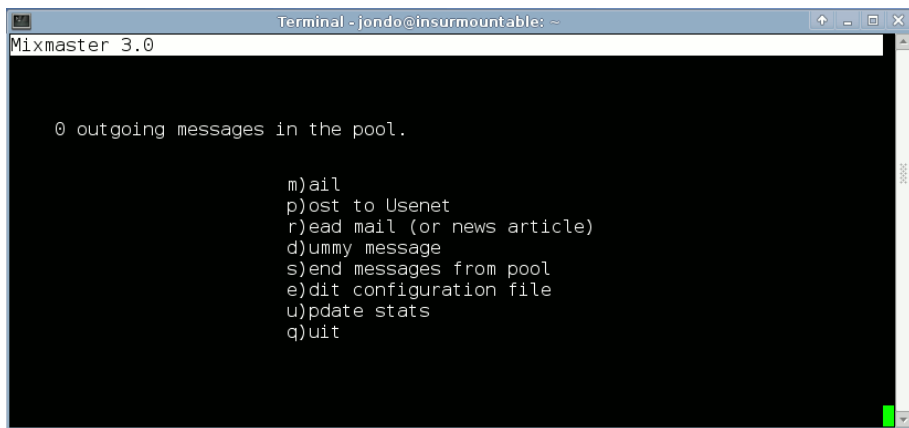 Terminal - jondo@insurmountable: ~
Mixmaster 3.0
0 outgoing messages in the pool.
m)ail
p)ost to Usenet
r)ead mail (or news article)
d)ummy message
s)end messages from pool
e)dit configuration file
u)pdate stats
q)uit